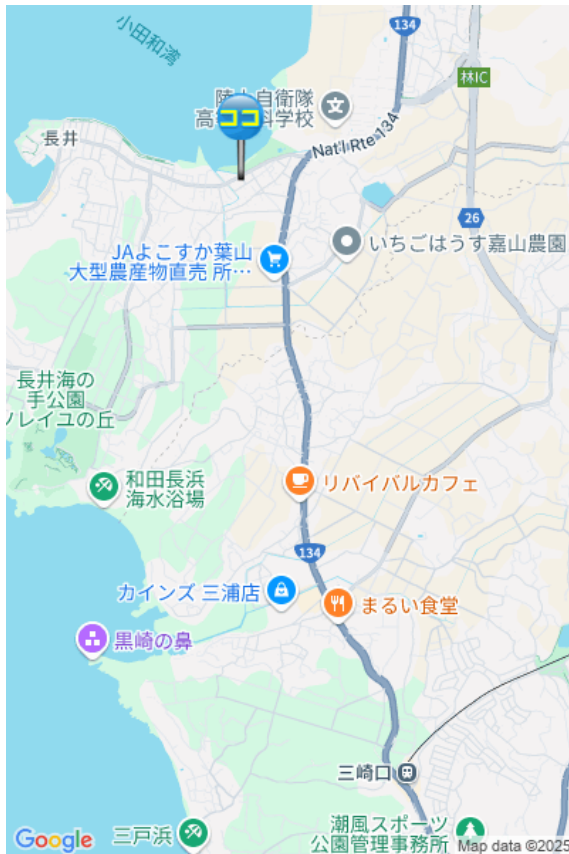 小田和湾
134
林IC
陸上自衛隊
高等工科学校
ココ
長井
Nat'l Rte 134
26
JAよこすか葉山
大型農産物直売 所…
いちごはうす嘉山農園
長井海の
手公園
ソレイユの丘
和田長浜
海水浴場
リバイバルカフェ
134
カインズ 三浦店
まるい食堂
黒崎の鼻
三崎口
潮風スポーツ
公園管理事務所
三戸浜
Google
Map data ©2025